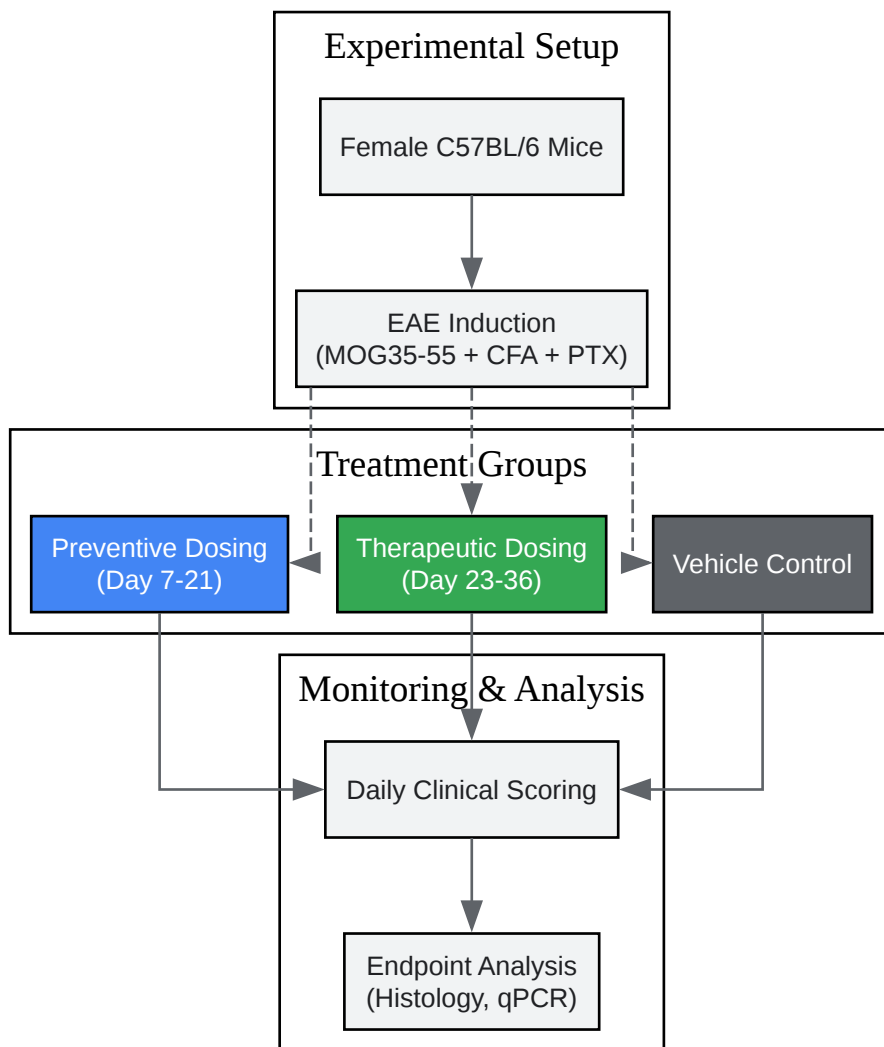 Experimental Setup
Female C57BL/6 Mice
EAE Induction
(MOG35-55 + CFA + PTX)
Treatment Groups
Preventive Dosing
(Day 7-21)
Therapeutic Dosing
(Day 23-36)
Vehicle Control
Monitoring & Analysis
Daily Clinical Scoring
Endpoint Analysis
(Histology, qPCR)